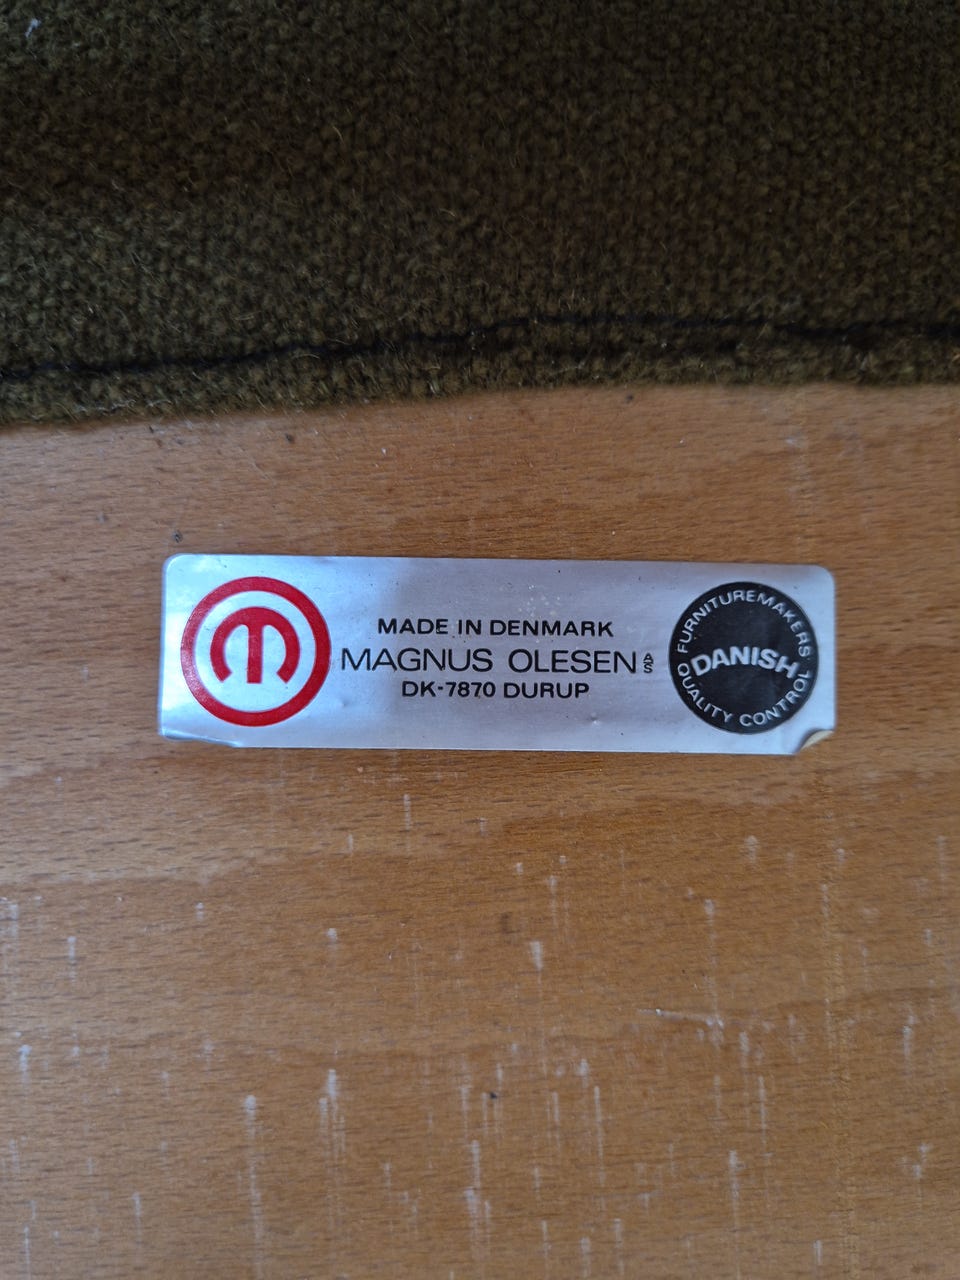 m
MADE IN DENMARK
MAGNUS OLESEN A/S
DK-7870 DURUP
FURNITUREMAKERS
DANISH
QUALITY CONTROL